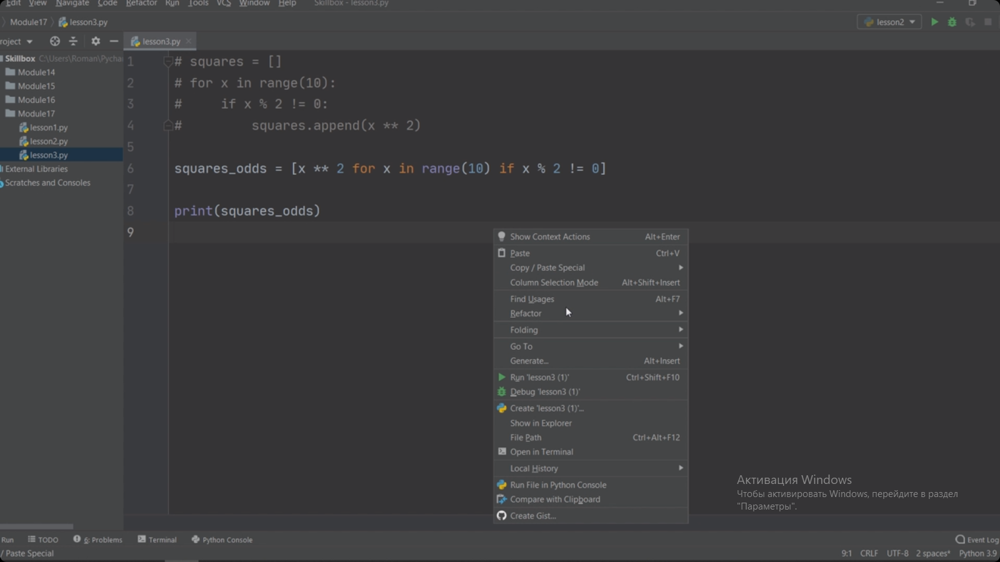 Edit View Navigate Code Refactor Run Tools VCS Window Help Skillbox - lesson3.py
Module17 lesson3.py lesson2
roject lesson3.py
Skillbox C:\Users\Roman\Pycha
Module14
Module15
Module16
Module17
lesson1.py
lesson2.py
lesson3.py
External Libraries
Scratches and Consoles
1 # squares = []
2 # for x in range(10):
3 #     if x % 2 != 0:
4 #         squares.append(x ** 2)
5
6 squares_odds = [x ** 2 for x in range(10) if x % 2 != 0]
7
8 print(squares_odds)
9
Show Context Actions Alt+Enter
Paste Ctrl+V
Copy / Paste Special
Column Selection Mode Alt+Shift+Insert
Find Usages Alt+F7
Refactor
Folding
Go To
Generate... Alt+Insert
Run 'lesson3 (1)' Ctrl+Shift+F10
Debug 'lesson3 (1)'
Create 'lesson3 (1)'...
Show in Explorer
File Path Ctrl+Alt+F12
Open in Terminal
Local History
Run File in Python Console
Compare with Clipboard
Create Gist...
Активация Windows
Чтобы активировать Windows, перейдите в раздел
"Параметры".
Run TODO 6: Problems Terminal Python Console Event Log
/ Paste Special 9:1 CRLF UTF-8 2 spaces* Python 3.9